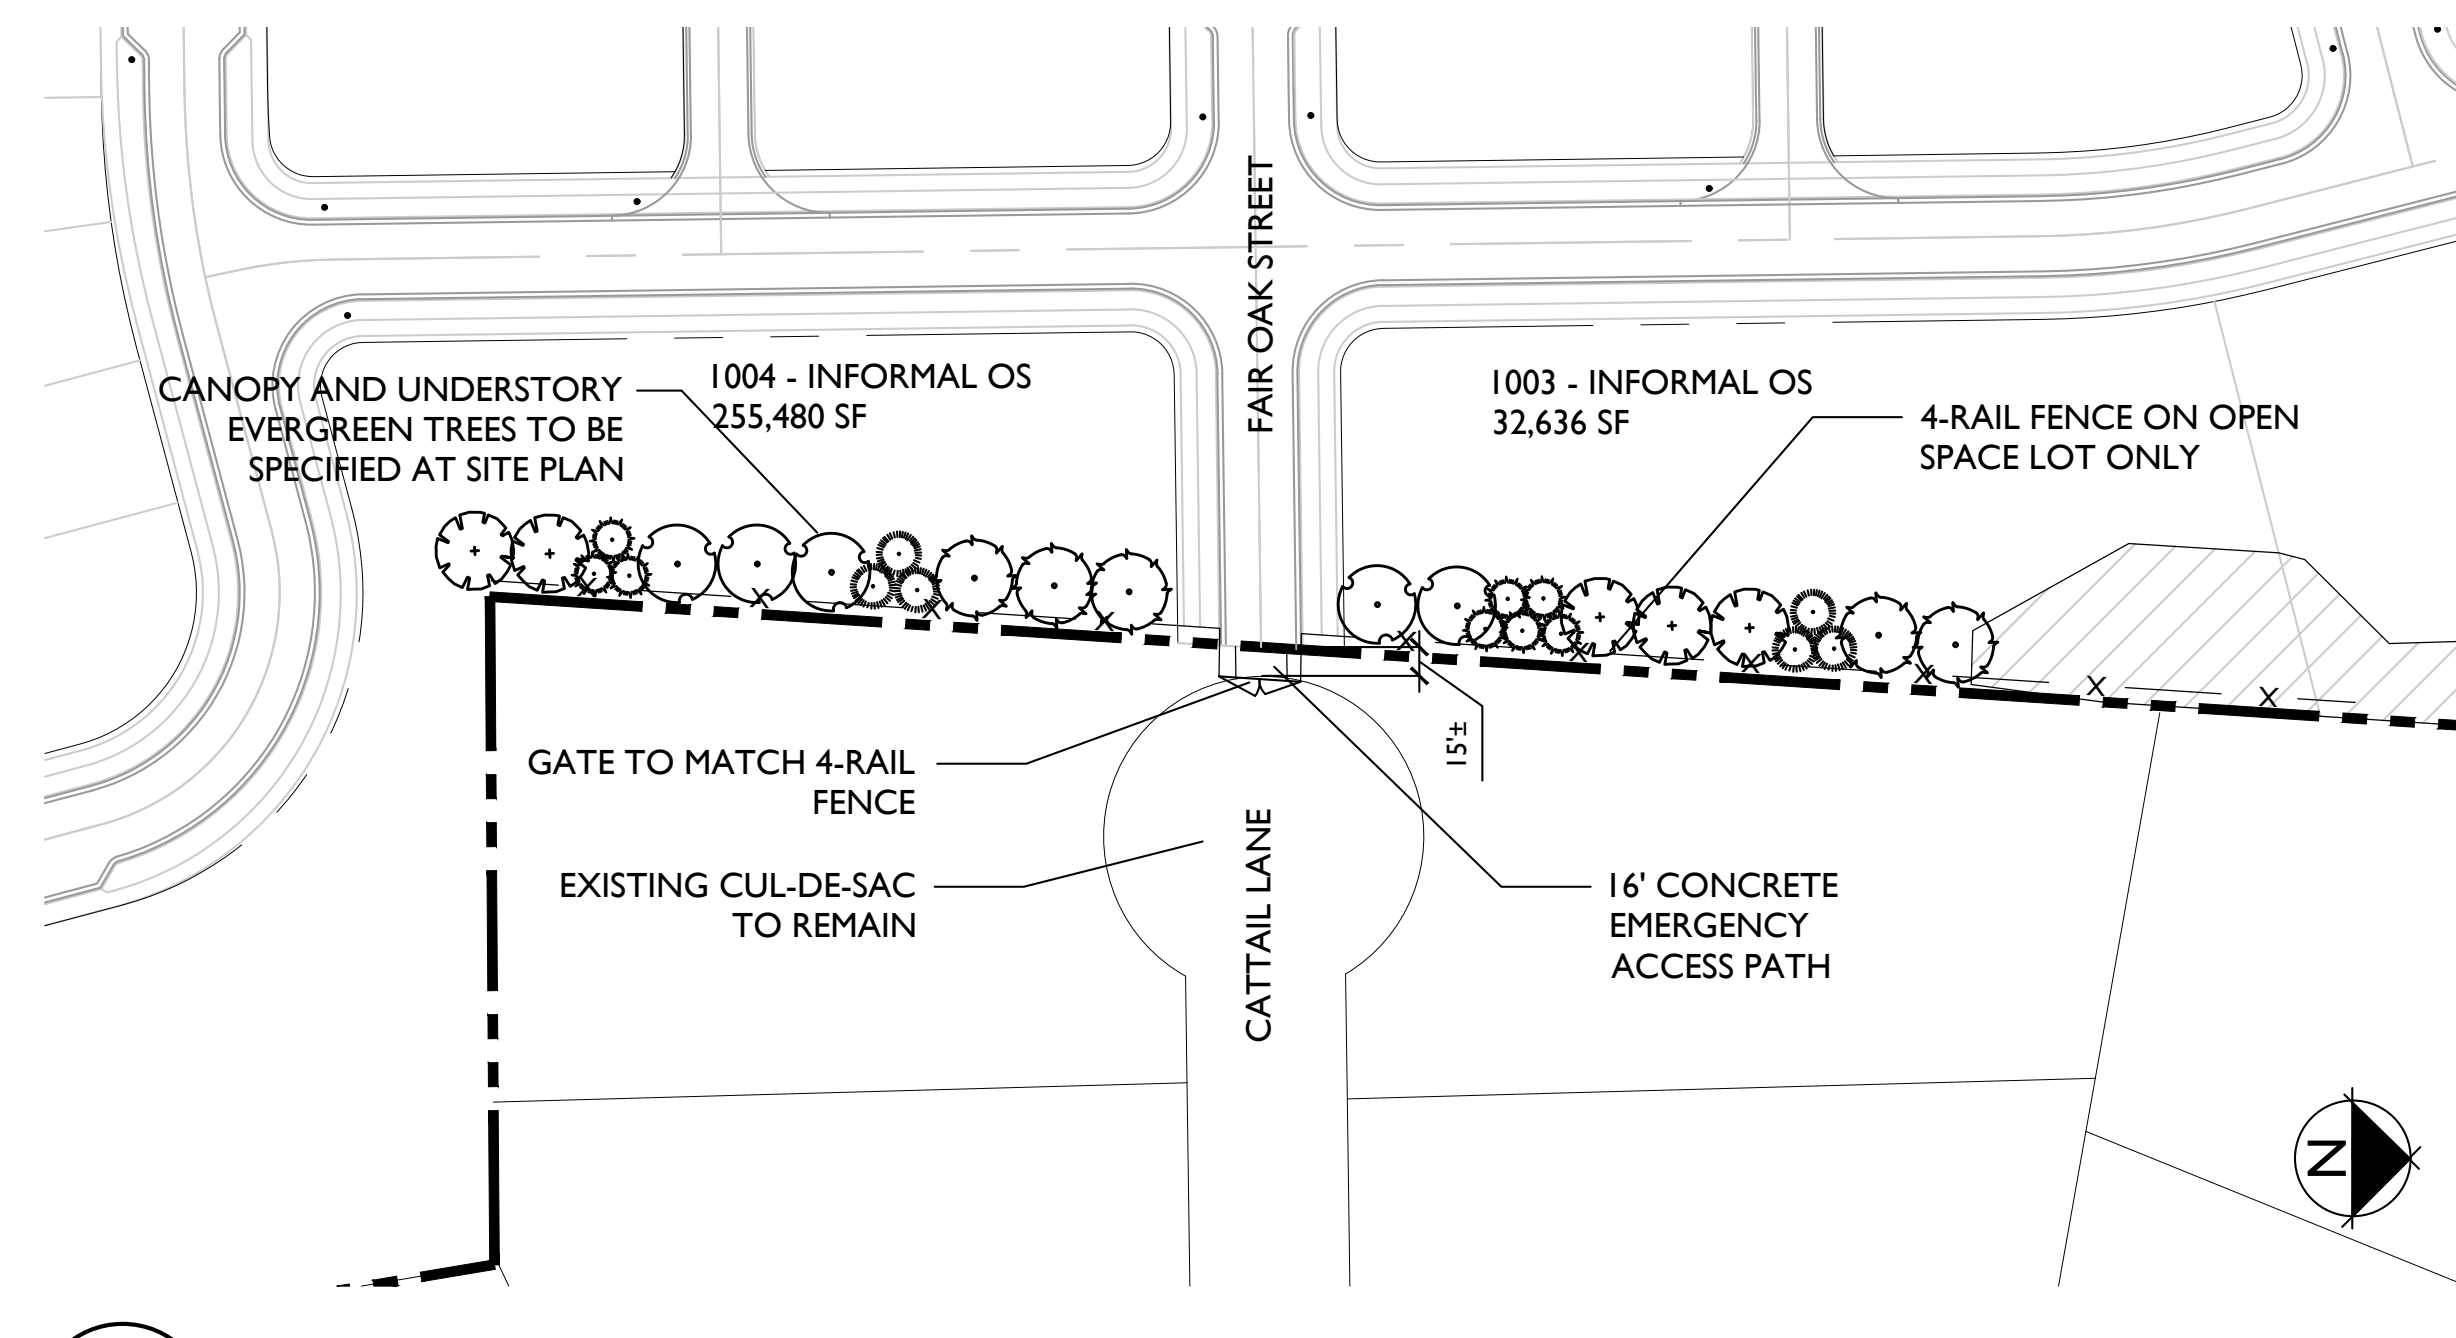 FAIR OAK STREET
CANOPY AND UNDERSTORY
EVERGREEN TREES TO BE
SPECIFIED AT SITE PLAN
1004 - INFORMAL OS
255,480 SF
1003 - INFORMAL OS
32,636 SF
4-RAIL FENCE ON OPEN
SPACE LOT ONLY
X
X
X
X
X
X
X
X
X
X
15'±
GATE TO MATCH 4-RAIL
FENCE
EXISTING CUL-DE-SAC
TO REMAIN
CATTAIL LANE
16' CONCRETE
EMERGENCY
ACCESS PATH
N